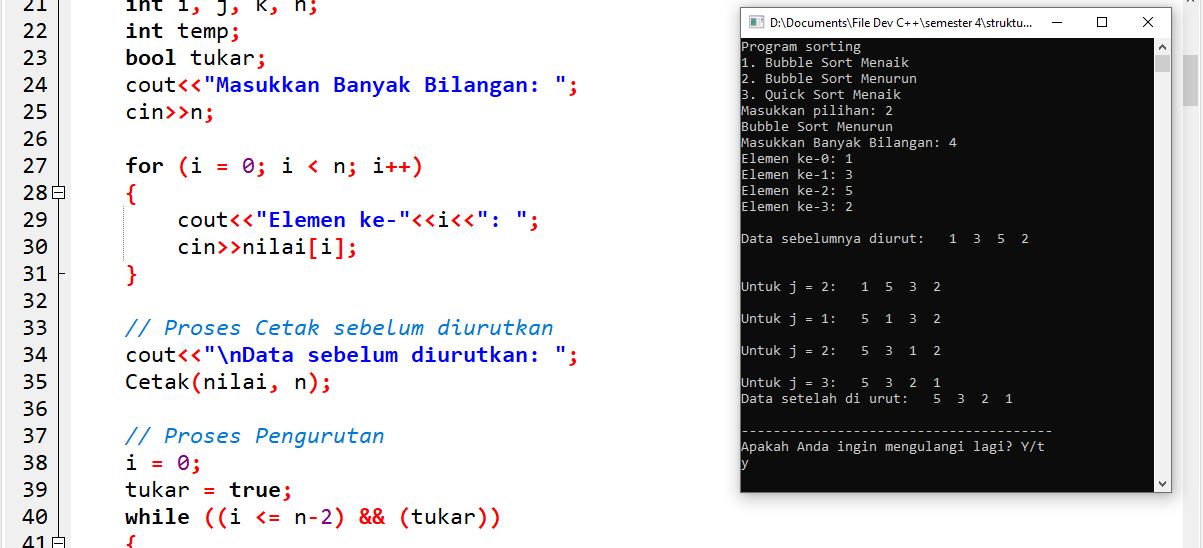 21 int i, j, k, n;
22 int temp;
23 bool tukar;
24 cout<<"Masukkan Banyak Bilangan: ";
25 cin>>n;
26
27 for (i = 0; i < n; i++)
28 {
29 cout<<"Elemen ke-"<<i<<": ";
30 cin>>nilai[i];
31 }
32
33 // Proses Cetak sebelum diurutkan
34 cout<<"\nData sebelum diurutkan: ";
35 Cetak(nilai, n);
36
37 // Proses Pengurutan
38 i = 0;
39 tukar = true;
40 while ((i <= n-2) && (tukar))
41 {
D:\Documents\File Dev C++\semester 4\struktu...
Program sorting
1. Bubble Sort Menaik
2. Bubble Sort Menurun
3. Quick Sort Menaik
Masukkan pilihan: 2
Bubble Sort Menurun
Masukkan Banyak Bilangan: 4
Elemen ke-0: 1
Elemen ke-1: 3
Elemen ke-2: 5
Elemen ke-3: 2
Data sebelumnya diurut: 1 3 5 2
Untuk j = 2: 1 5 3 2
Untuk j = 1: 5 1 3 2
Untuk j = 2: 5 3 1 2
Untuk j = 3: 5 3 2 1
Data setelah di urut: 5 3 2 1
---------------------------------------
Apakah Anda ingin mengulangi lagi? Y/t
y